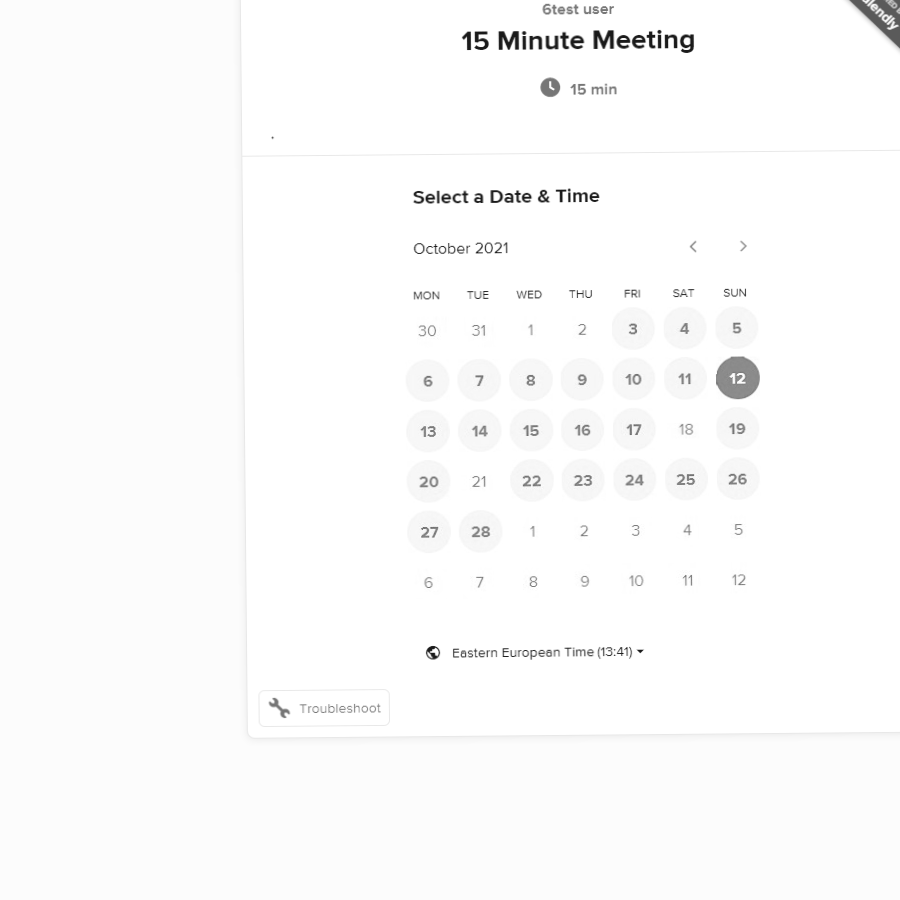 6test user
15 Minute Meeting
15 min
.
Select a Date & Time
October 2021
MON TUE WED THU FRI SAT SUN
30 31 1 2 3 4 5
6 7 8 9 10 11 12
13 14 15 16 17 18 19
20 21 22 23 24 25 26
27 28 1 2 3 4 5
6 7 8 9 10 11 12
Eastern European Time (13:41)
Troubleshoot